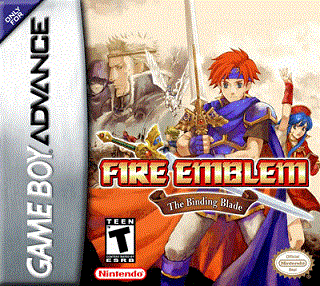 ONLY
FOR
GAME BOY ADVANCE
FIRE EMBLEM
The Binding Blade
TEEN
T
ESRB
Nintendo
Official
Nintendo
Seal